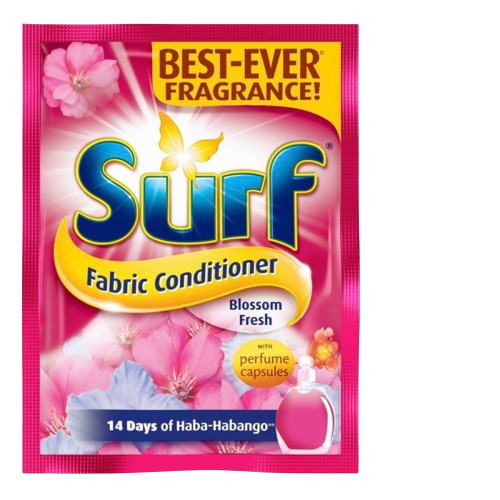 BEST-EVER
FRAGRANCE!
Surf®
Fabric Conditioner
Blossom
Fresh
WITH
perfume
capsules
14 Days of Haba-Habango